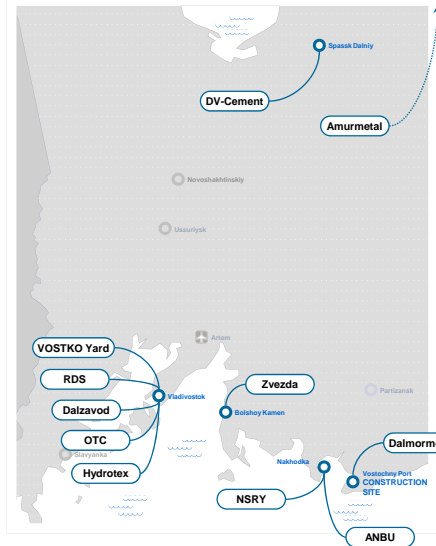 Spassk Dalniy
DV-Cement
Amurmetal
Novoshakhtinskiy
Ussuriysk
Artem
VOSTKO Yard
RDS
Vladivostok
Zvezda
Partizansk
Dalzavod
Bolshoy Kamen
OTC
Dalmorm
Slavyanka
Hydrotex
Nakhodka
Vostochny Port
CONSTRUCTION
SITE
NSRY
ANBU